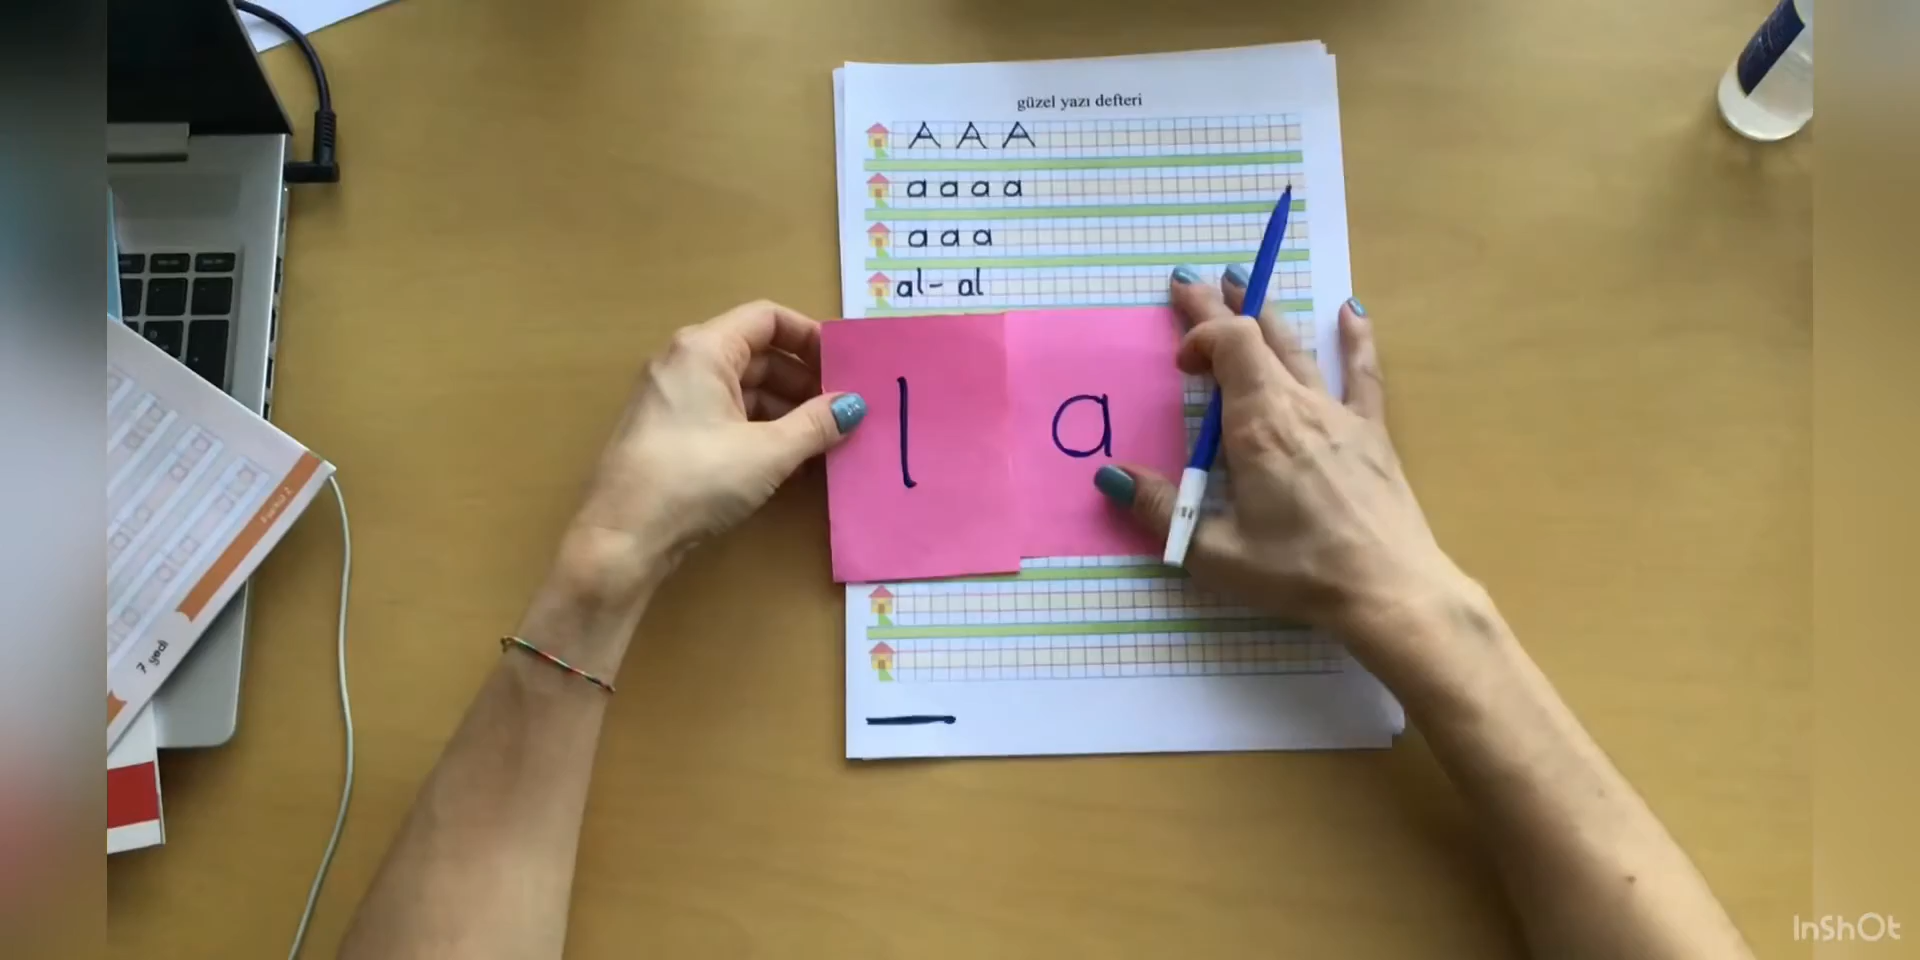 güzel yazı defteri
A A A
a a a a
a a a
al- al
l a
7 yedi
InShOt